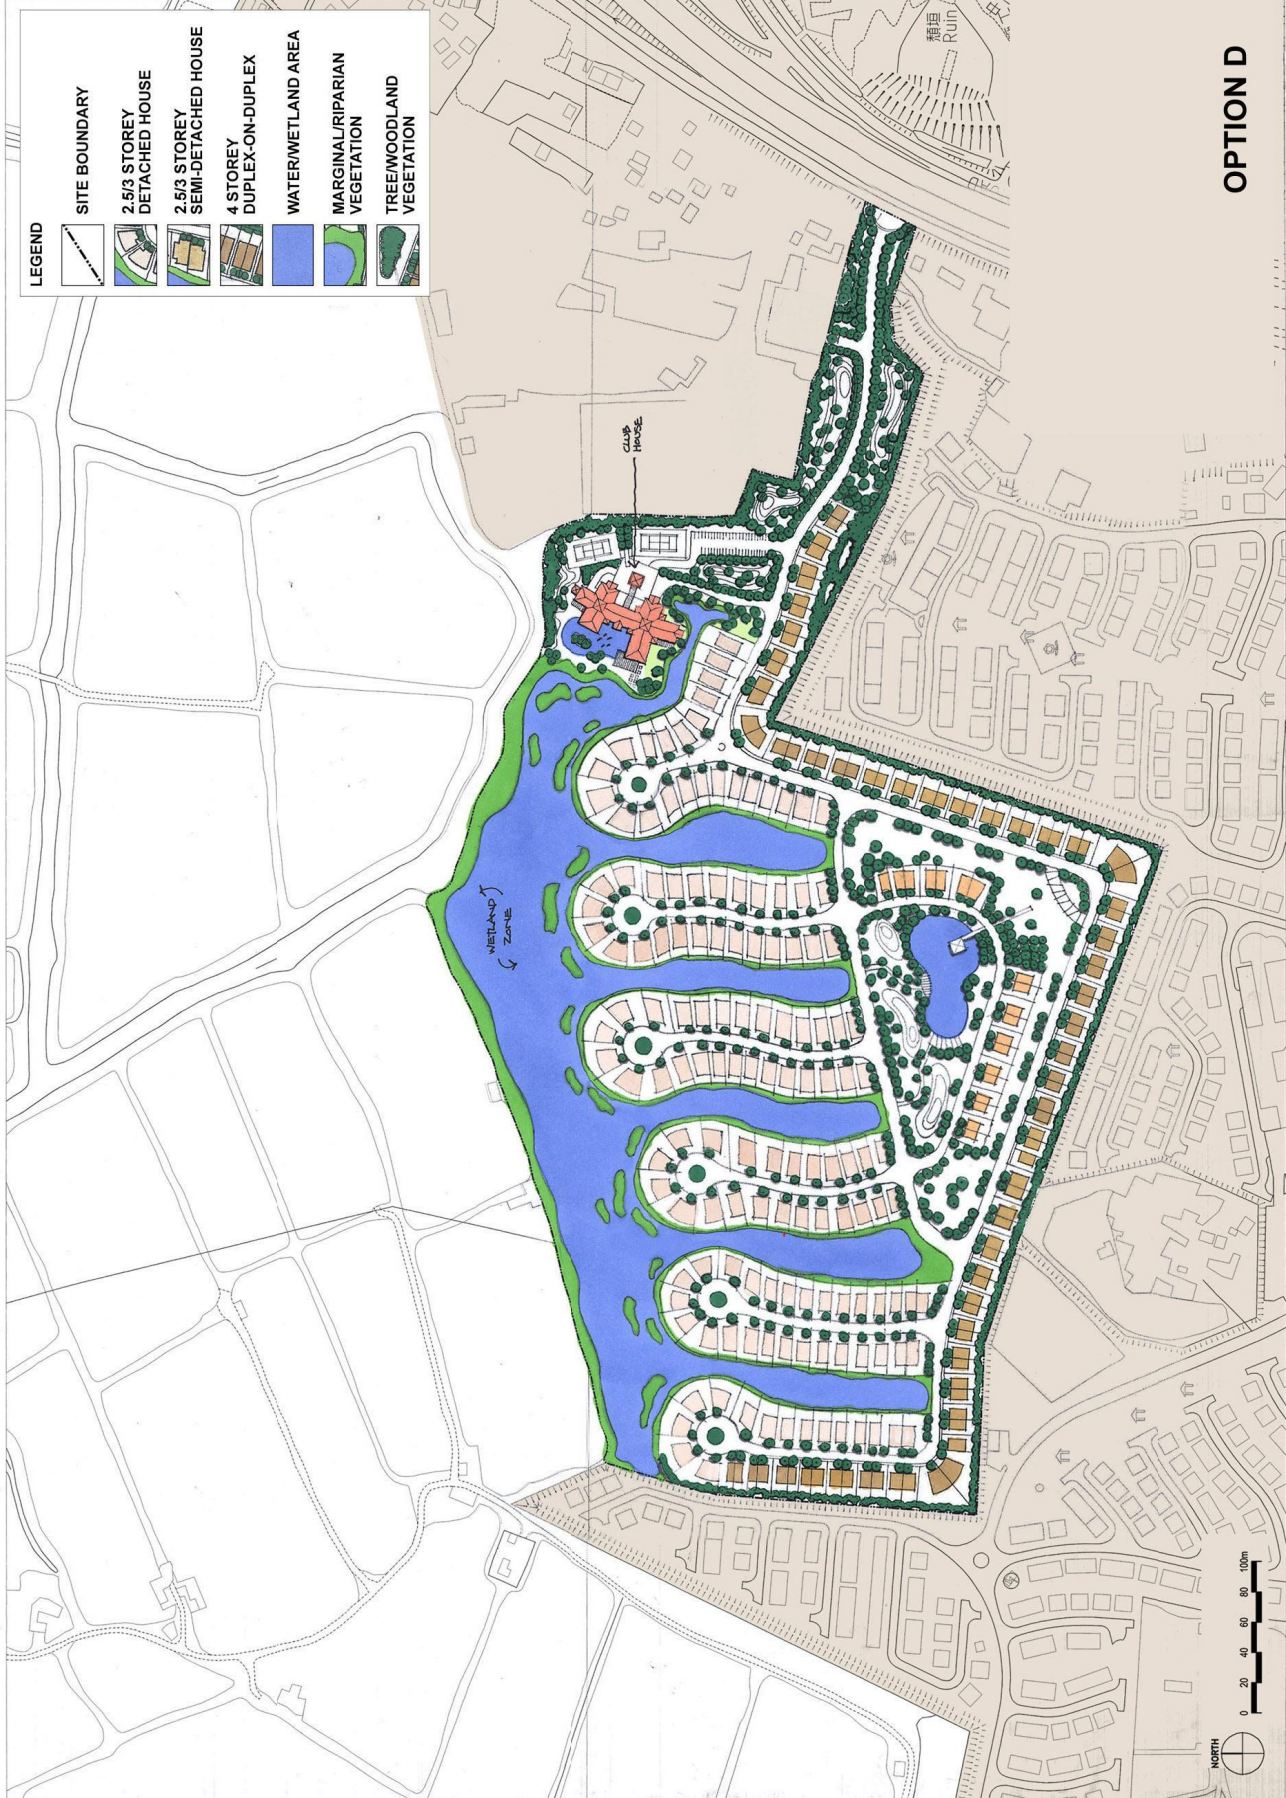 LEGEND
SITE BOUNDARY
2.5/3 STOREY
DETACHED HOUSE
2.5/3 STOREY
SEMI-DETACHED HOUSE
4 STOREY
DUPLEX-ON-DUPLEX
WATER/WETLAND AREA
MARGINAL/RIPARIAN
VEGETATION
TREE/WOODLAND
VEGETATION
頹垣
Ruin
OPTION D
CLUB
HOUSE
WETLAND
ZONE
NORTH
0 20 40 60 80 100m